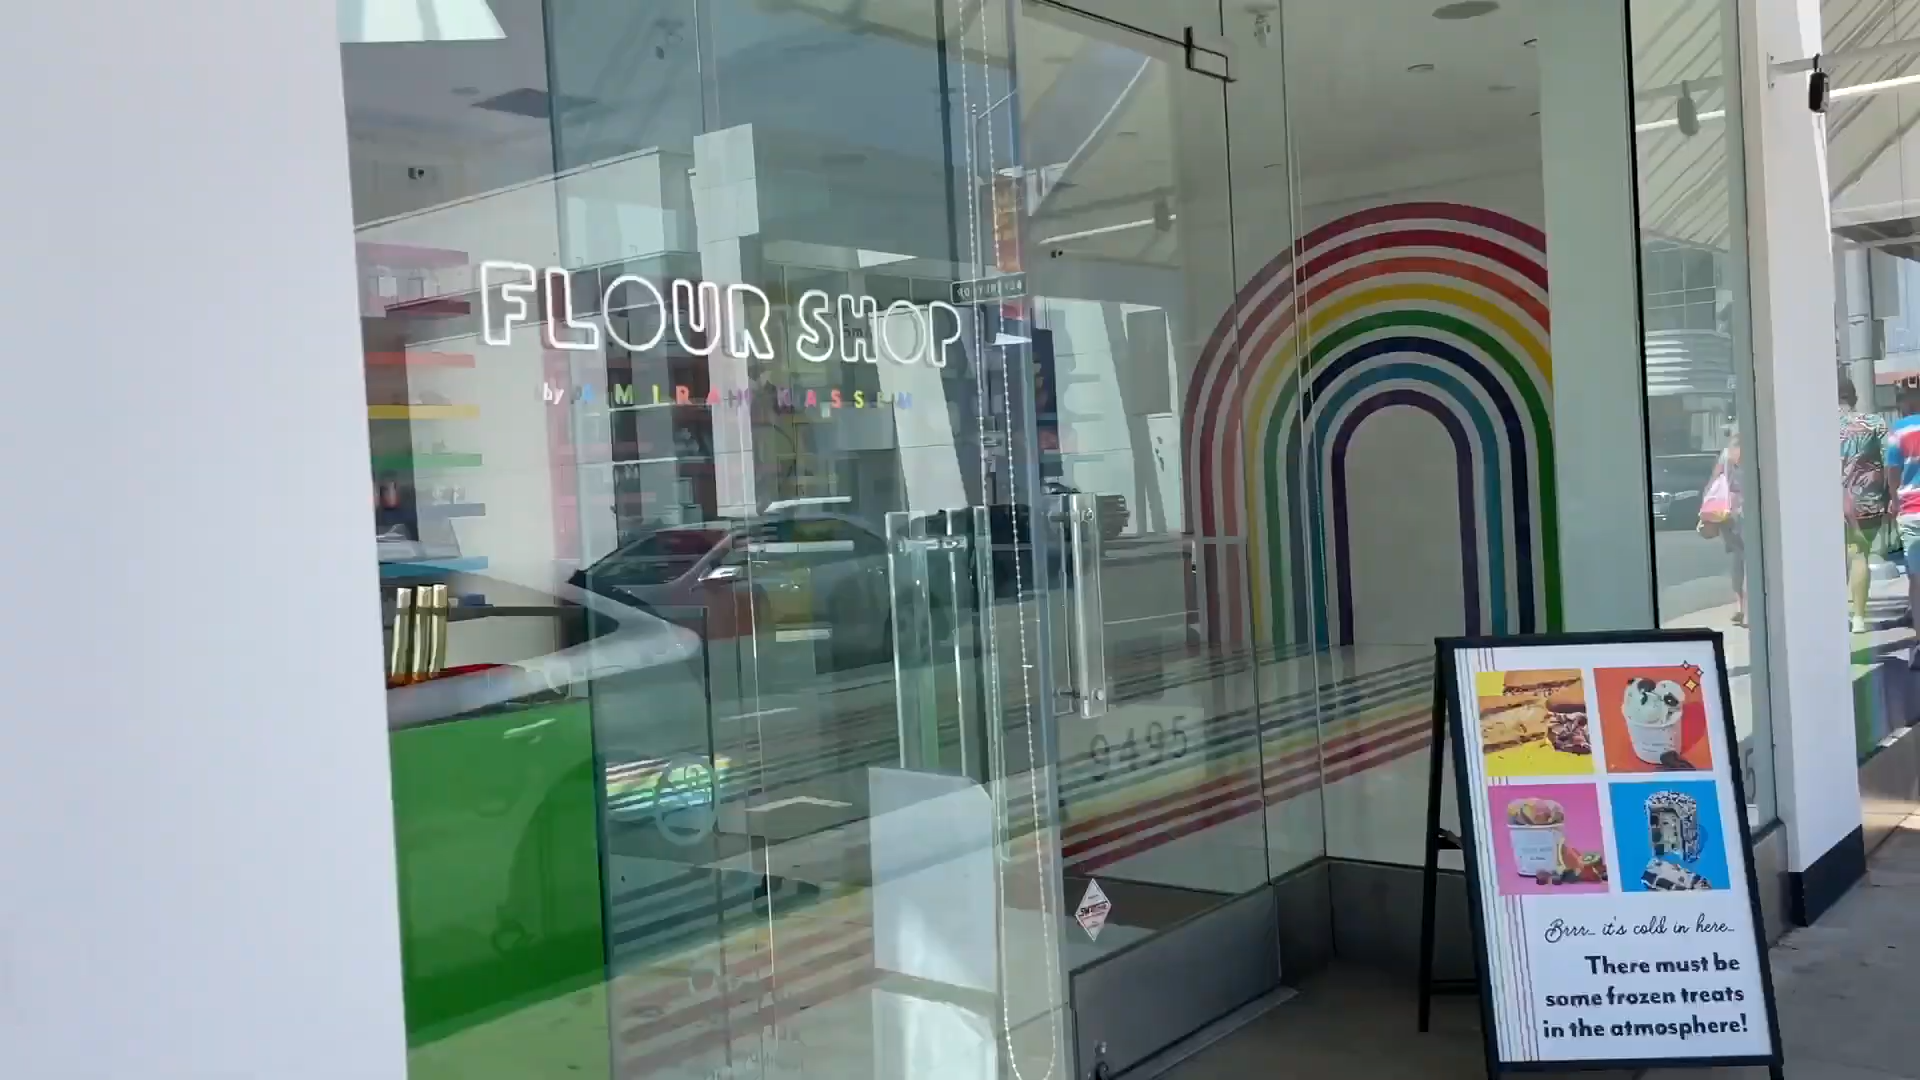 FLOUR SHOP
by AMIRAH KASSEM
9495
Brrr... it's cold in here...
There must be
some frozen treats
in the atmosphere!